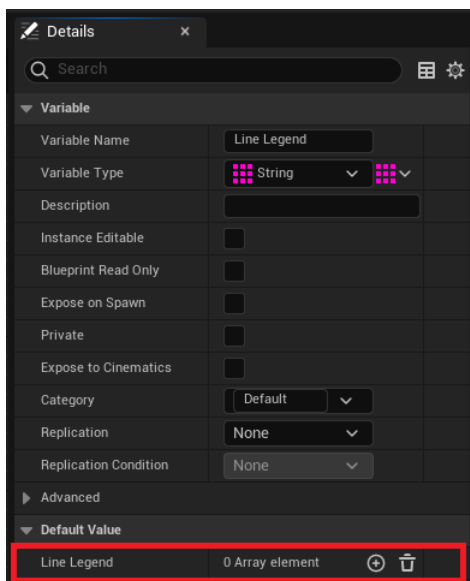 Details
Search
Variable
Variable Name Line Legend
Variable Type String
Description
Instance Editable
Blueprint Read Only
Expose on Spawn
Private
Expose to Cinematics
Category Default
Replication None
Replication Condition None
Advanced
Default Value
Line Legend 0 Array element